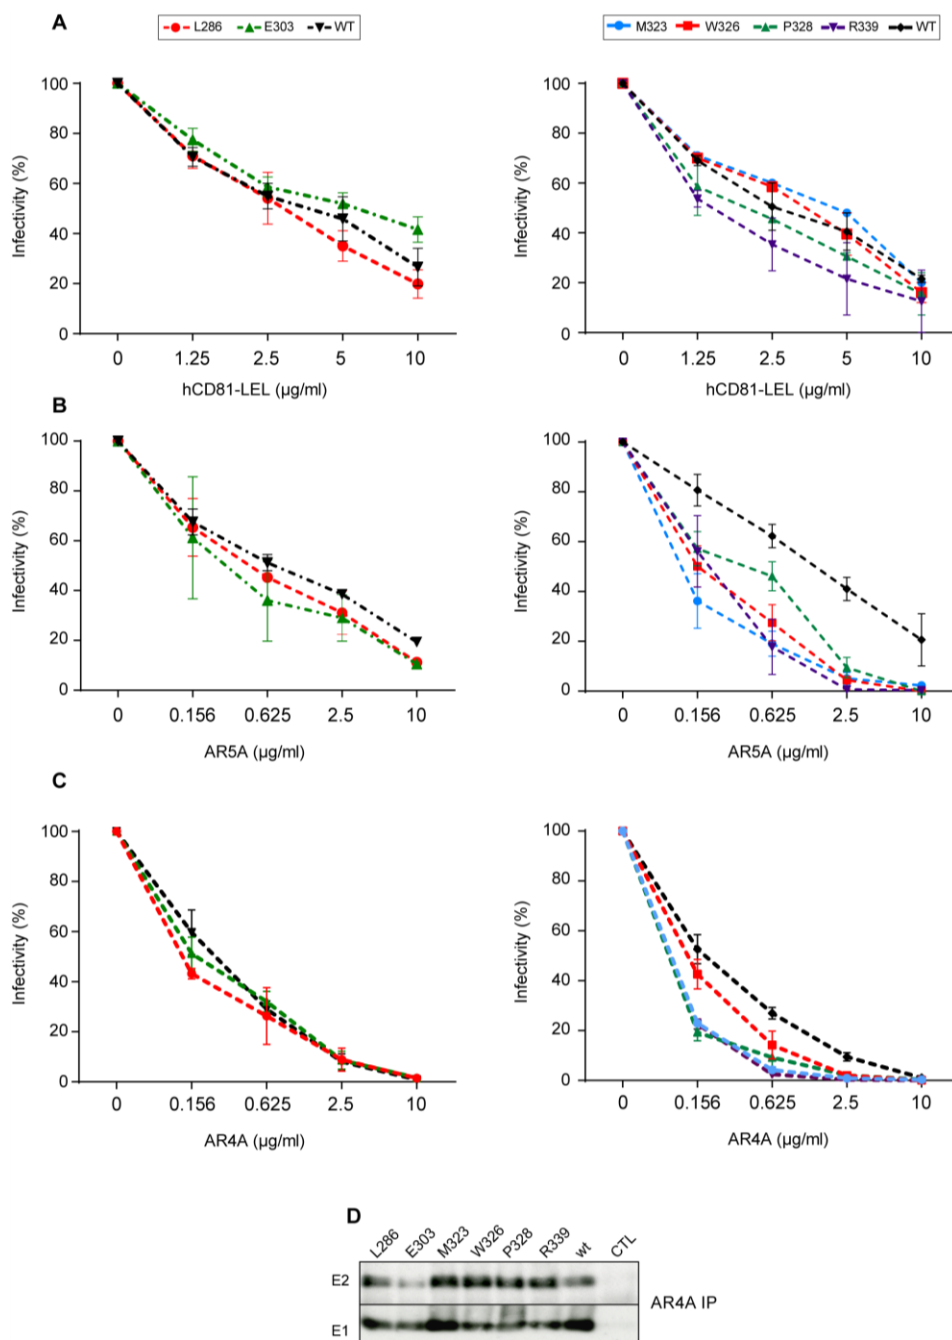 A
L286 E303 WT
M323 W326 P328 R339 WT
Infectivity (%)
100
80
60
40
20
0
0 1.25 2.5 5 10
hCD81-LEL (µg/ml)
Infectivity (%)
100
80
60
40
20
0
0 1.25 2.5 5 10
hCD81-LEL (µg/ml)
B
Infectivity (%)
100
80
60
40
20
0
0 0.156 0.625 2.5 10
AR5A (µg/ml)
Infectivity (%)
100
80
60
40
20
0
0 0.156 0.625 2.5 10
AR5A (µg/ml)
C
Infectivity (%)
100
80
60
40
20
0
0 0.156 0.625 2.5 10
AR4A (µg/ml)
Infectivity (%)
100
80
60
40
20
0
0 0.156 0.625 2.5 10
AR4A (µg/ml)
D
L286 E303 M323 W326 P328 R339 wt CTL
E2
AR4A IP
E1